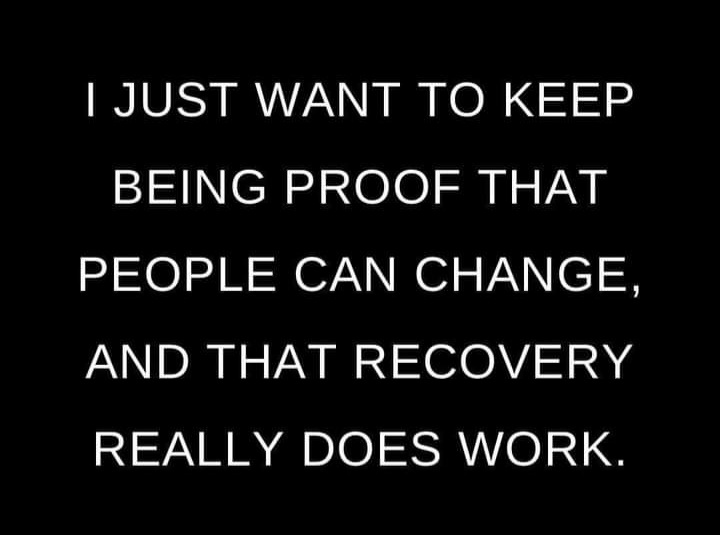 I JUST WANT TO KEEP
BEING PROOF THAT
PEOPLE CAN CHANGE,
AND THAT RECOVERY
REALLY DOES WORK.